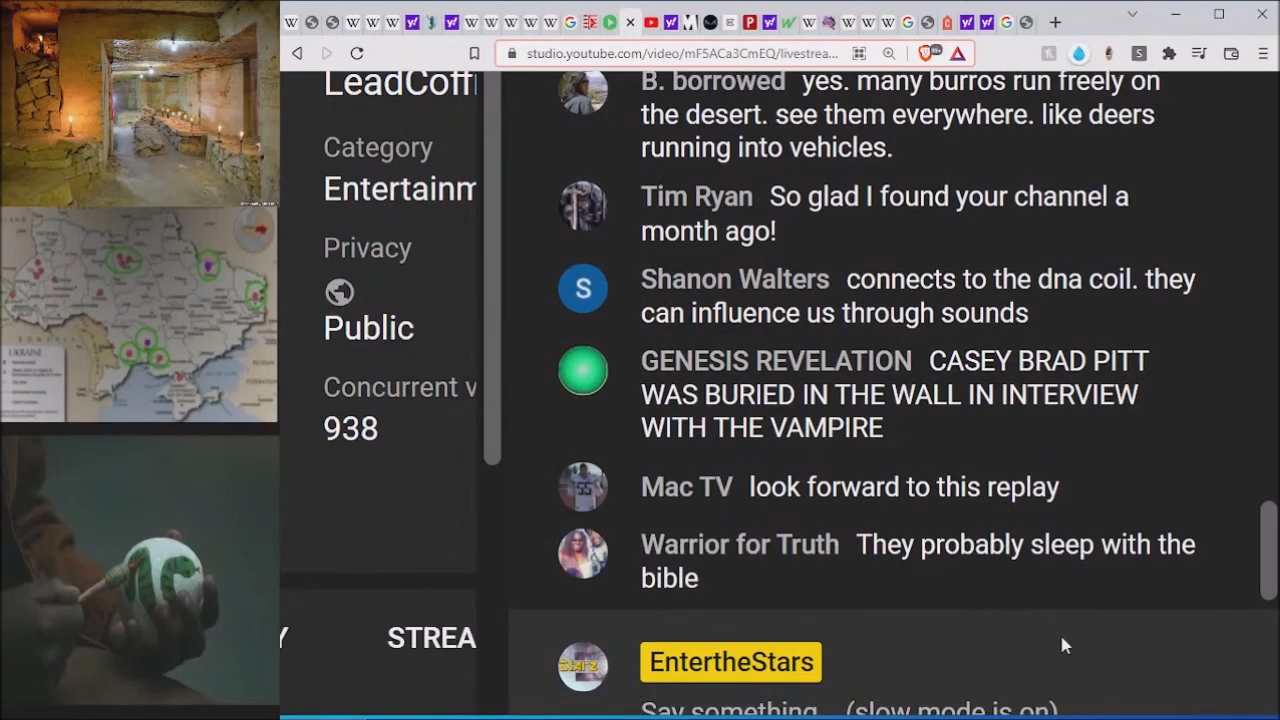 studio.youtube.com/video/mF5ACa3CmEQ/livestrea...
99+
LeadCoffi
Category
Entertainm
Privacy
Public
Concurrent v
938
STREA
B. borrowed yes. many burros run freely on
the desert. see them everywhere. like deers
running into vehicles.
Tim Ryan So glad I found your channel a
month ago!
S
Shanon Walters connects to the dna coil. they
can influence us through sounds
GENESIS REVELATION CASEY BRAD PITT
WAS BURIED IN THE WALL IN INTERVIEW
WITH THE VAMPIRE
Mac TV look forward to this replay
Warrior for Truth They probably sleep with the
bible
EntertheStars
Say something... (slow mode is on)
UKRAINE